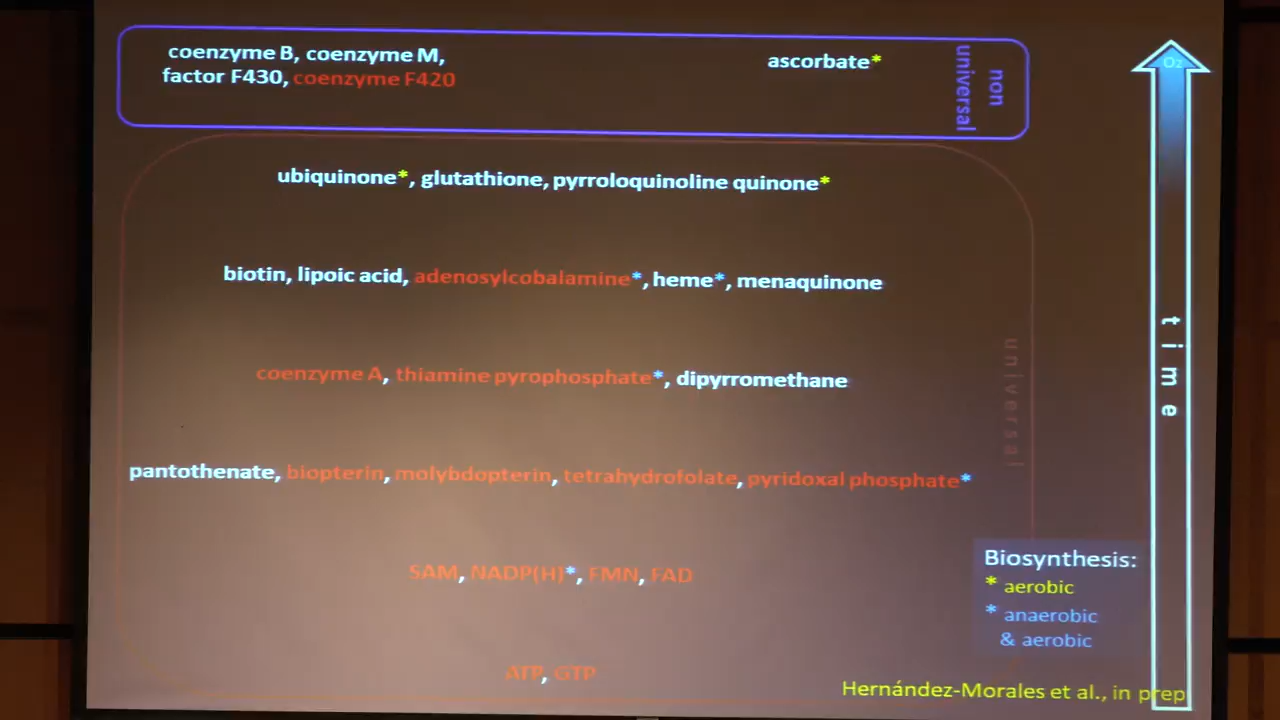 coenzyme B, coenzyme M,
factor F430, coenzyme F420
ascorbate*
non
universal
O2
ubiquinone*, glutathione, pyrroloquinoline quinone*
biotin, lipoic acid, adenosylcobalamine*, heme*, menaquinone
coenzyme A, thiamine pyrophosphate*, dipyrromethane
universal
time
pantothenate, biopterin, molybdopterin, tetrahydrofolate, pyridoxal phosphate*
SAM, NADP(H)*, FMN, FAD
Biosynthesis:
* aerobic
* anaerobic
& aerobic
ATP, GTP
Hernández-Morales et al., in prep